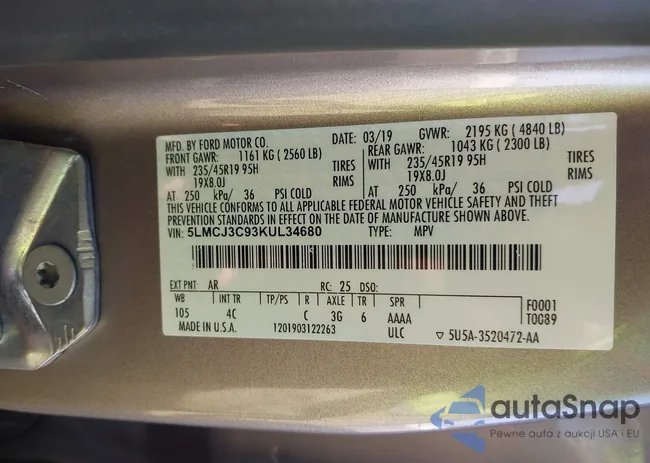 MFD. BY FORD MOTOR CO. DATE: 03/19 GVWR: 2195 KG ( 4840 LB)
FRONT GAWR: 1161 KG ( 2560 LB) REAR GAWR: 1043 KG ( 2300 LB)
WITH 235/45R19 95H TIRES WITH 235/45R19 95H TIRES
19X8.0J RIMS 19X8.0J RIMS
AT 250 kPa/ 36 PSI COLD AT 250 kPa/ 36 PSI COLD
THIS VEHICLE CONFORMS TO ALL APPLICABLE FEDERAL MOTOR VEHICLE SAFETY AND THEFT
PREVENTION STANDARDS IN EFFECT ON THE DATE OF MANUFACTURE SHOWN ABOVE.
VIN: 5LMCJ3C93KUL34680 TYPE: MPV
EXT PNT: AR RC: 25 DSO:
WB INT TR TP/PS R AXLE TR SPR F0001
105 4C C 3G 6 AAAA T0089
MADE IN U.S.A. 1201903122263 ULC ▽ 5U5A-3520472-AA
autaSnap
Pewne auta z aukcji USA i EU